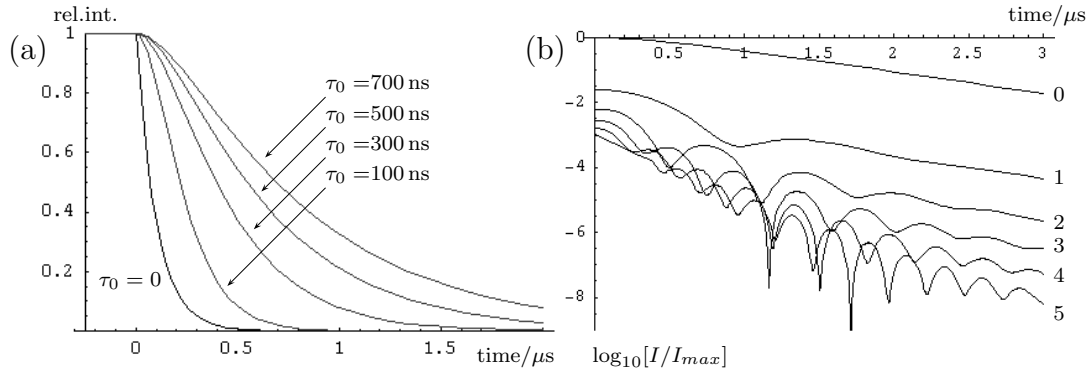 rel.int.
(a)
1
0.8
0.6
0.4
0.2
τ₀ =700 ns
τ₀ =500 ns
τ₀ =300 ns
τ₀ =100 ns
τ₀ = 0
0 0.5 1 1.5 time/μs
time/μs
(b)
0
0.5 1 1.5 2 2.5 3
-2
-4
-6
-8
0
1
2
3
4
5
log₁₀[I/Iₘₐₓ]